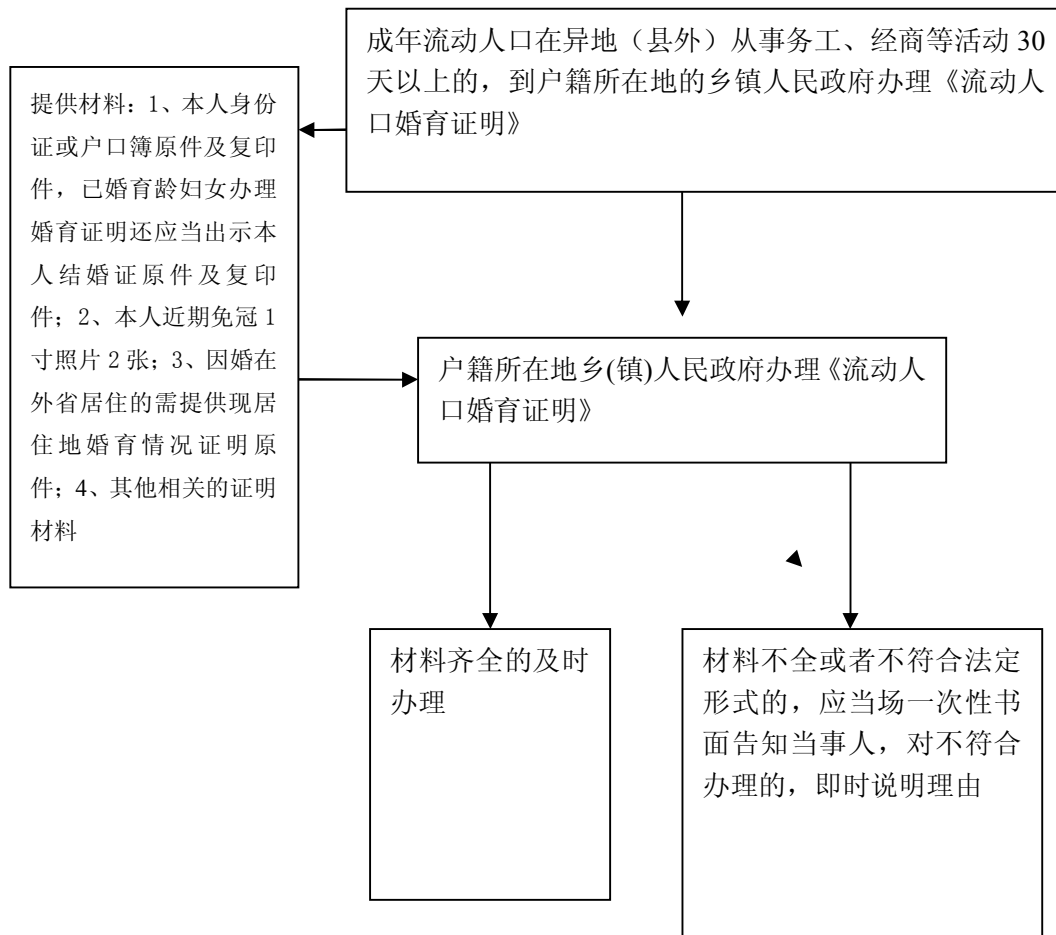 成年流动人口在异地（县外）从事务工、经商等活动 30
天以上的，到户籍所在地的乡镇人民政府办理《流动人
口婚育证明》
提供材料：1、本人身份
证或户口簿原件及复印
件，已婚育龄妇女办理
婚育证明还应当出示本
人结婚证原件及复印
件；2、本人近期免冠 1
寸照片 2 张；3、因婚在
外省居住的需提供现居
住地婚育情况证明原
件；4、其他相关的证明
材料
户籍所在地乡(镇)人民政府办理《流动人
口婚育证明》
材料齐全的及时
办理
材料不全或者不符合法定
形式的，应当场一次性书
面告知当事人，对不符合
办理的，即时说明理由